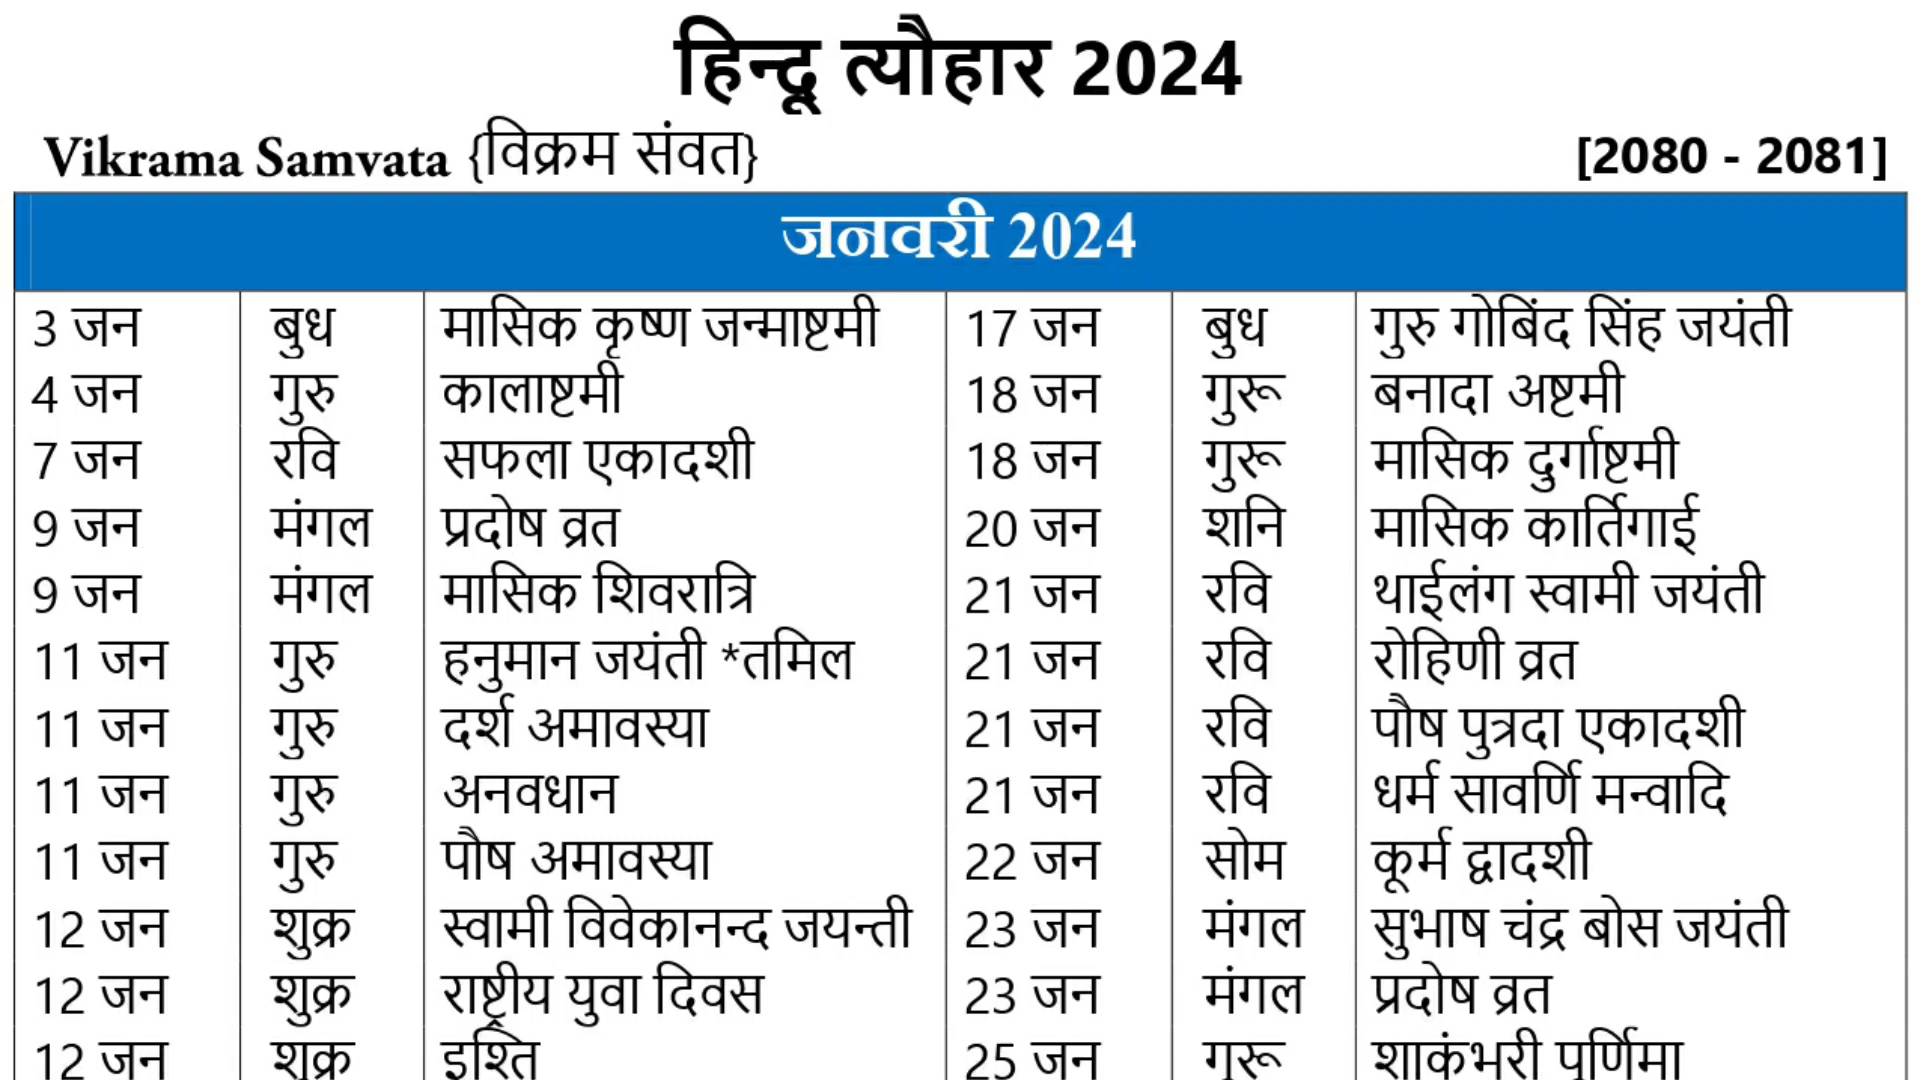 हिन्दू त्यौहार 2024
Vikrama Samvata {विक्रम संवत} [2080 - 2081]
जनवरी 2024
3 जन बुध मासिक कृष्ण जन्माष्टमी 17 जन बुध गुरु गोबिंद सिंह जयंती
4 जन गुरु कालाष्टमी 18 जन गुरू बनादा अष्टमी
7 जन रवि सफला एकादशी 18 जन गुरू मासिक दुर्गाष्टमी
9 जन मंगल प्रदोष व्रत 20 जन शनि मासिक कार्तिगाई
9 जन मंगल मासिक शिवरात्रि 21 जन रवि थाईलंग स्वामी जयंती
11 जन गुरु हनुमान जयंती *तमिल 21 जन रवि रोहिणी व्रत
11 जन गुरु दर्श अमावस्या 21 जन रवि पौष पुत्रदा एकादशी
11 जन गुरु अनवधान 21 जन रवि धर्म सावर्णि मन्वादि
11 जन गुरु पौष अमावस्या 22 जन सोम कूर्म द्वादशी
12 जन शुक्र स्वामी विवेकानन्द जयन्ती 23 जन मंगल सुभाष चंद्र बोस जयंती
12 जन शुक्र राष्ट्रीय युवा दिवस 23 जन मंगल प्रदोष व्रत
12 जन शुक्र इश्ति 25 जन गुरू शाकंभरी पूर्णिमा